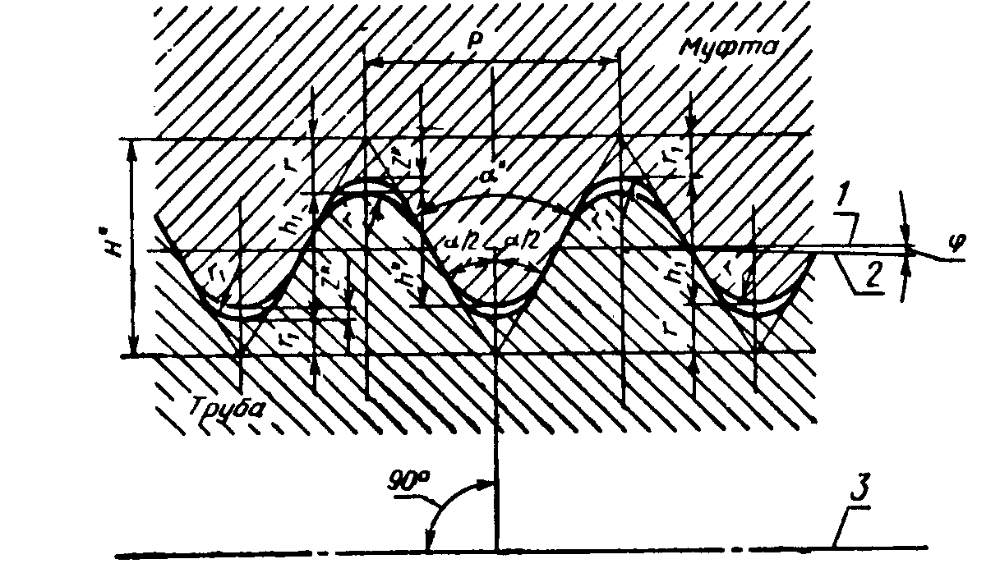 P
Муфта
r
z*
r₁
α*
H*
h₁
r
r₁
1
φ
α/2
α/2
r₁
z*
h*
h₁
r
2
r₁
r
Труба
90°
3